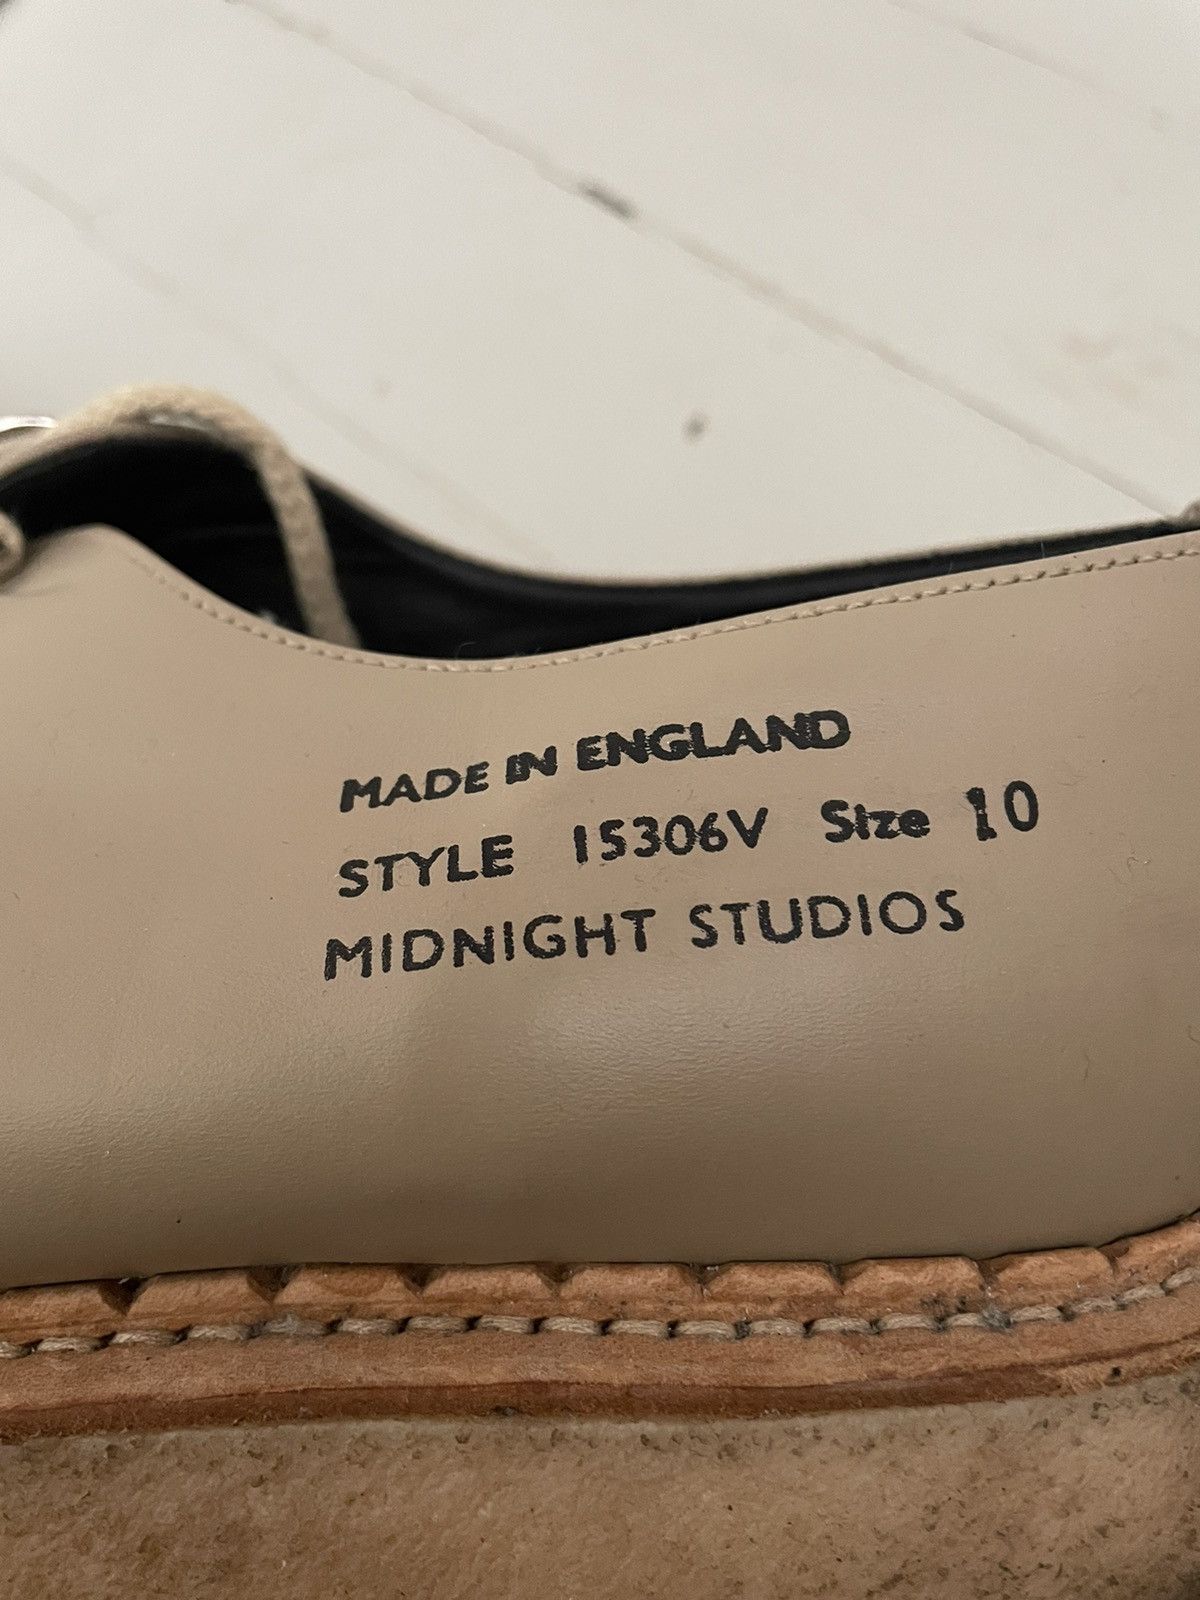 MADE IN ENGLAND
STYLE 15306V Size 10
MIDNIGHT STUDIOS